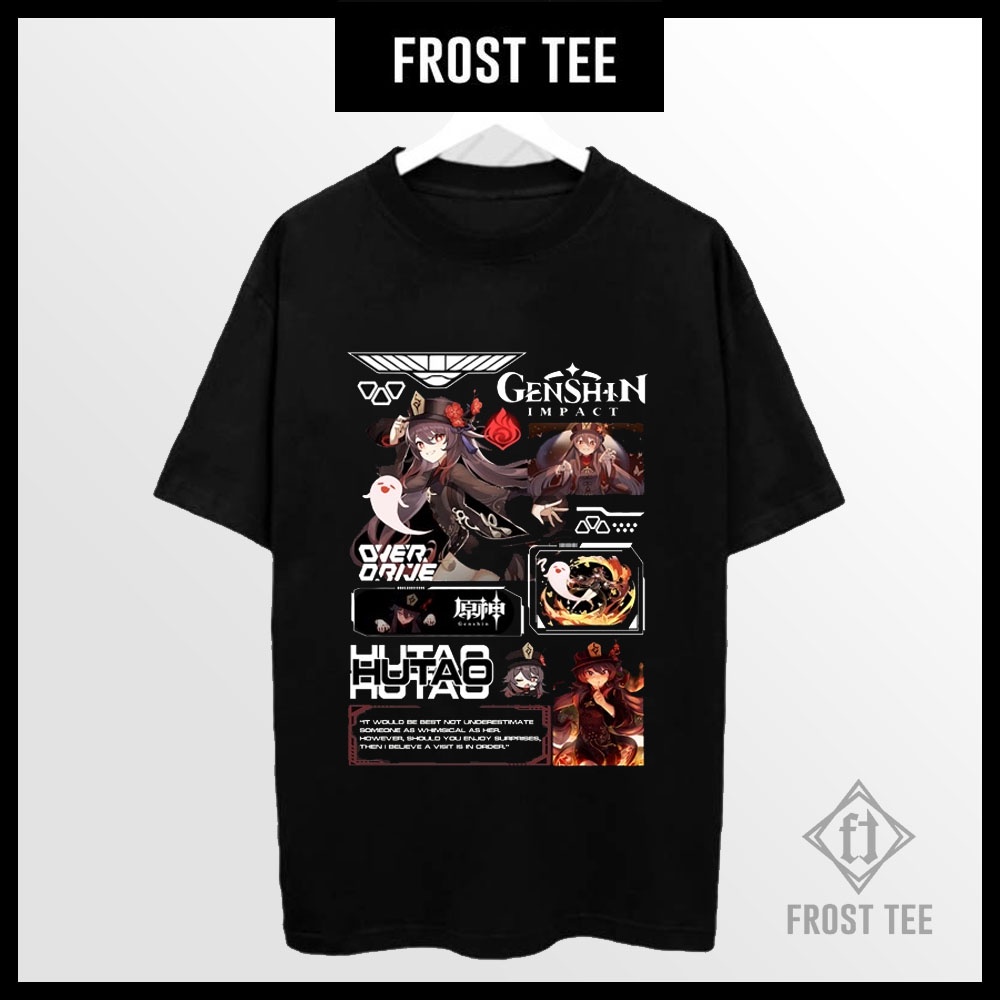 FROST TEE
GENSHIN
IMPACT
OVER
DRIVE
原神
Genshin
HUTAO
HUTAO
HUTAO
"IT WOULD BE BEST NOT UNDERESTIMATE
SOMEONE AS WHIMSICAL AS HER.
HOWEVER, SHOULD YOU ENJOY SURPRISES,
THEN I BELIEVE A VISIT IS IN ORDER."
ft
FROST TEE